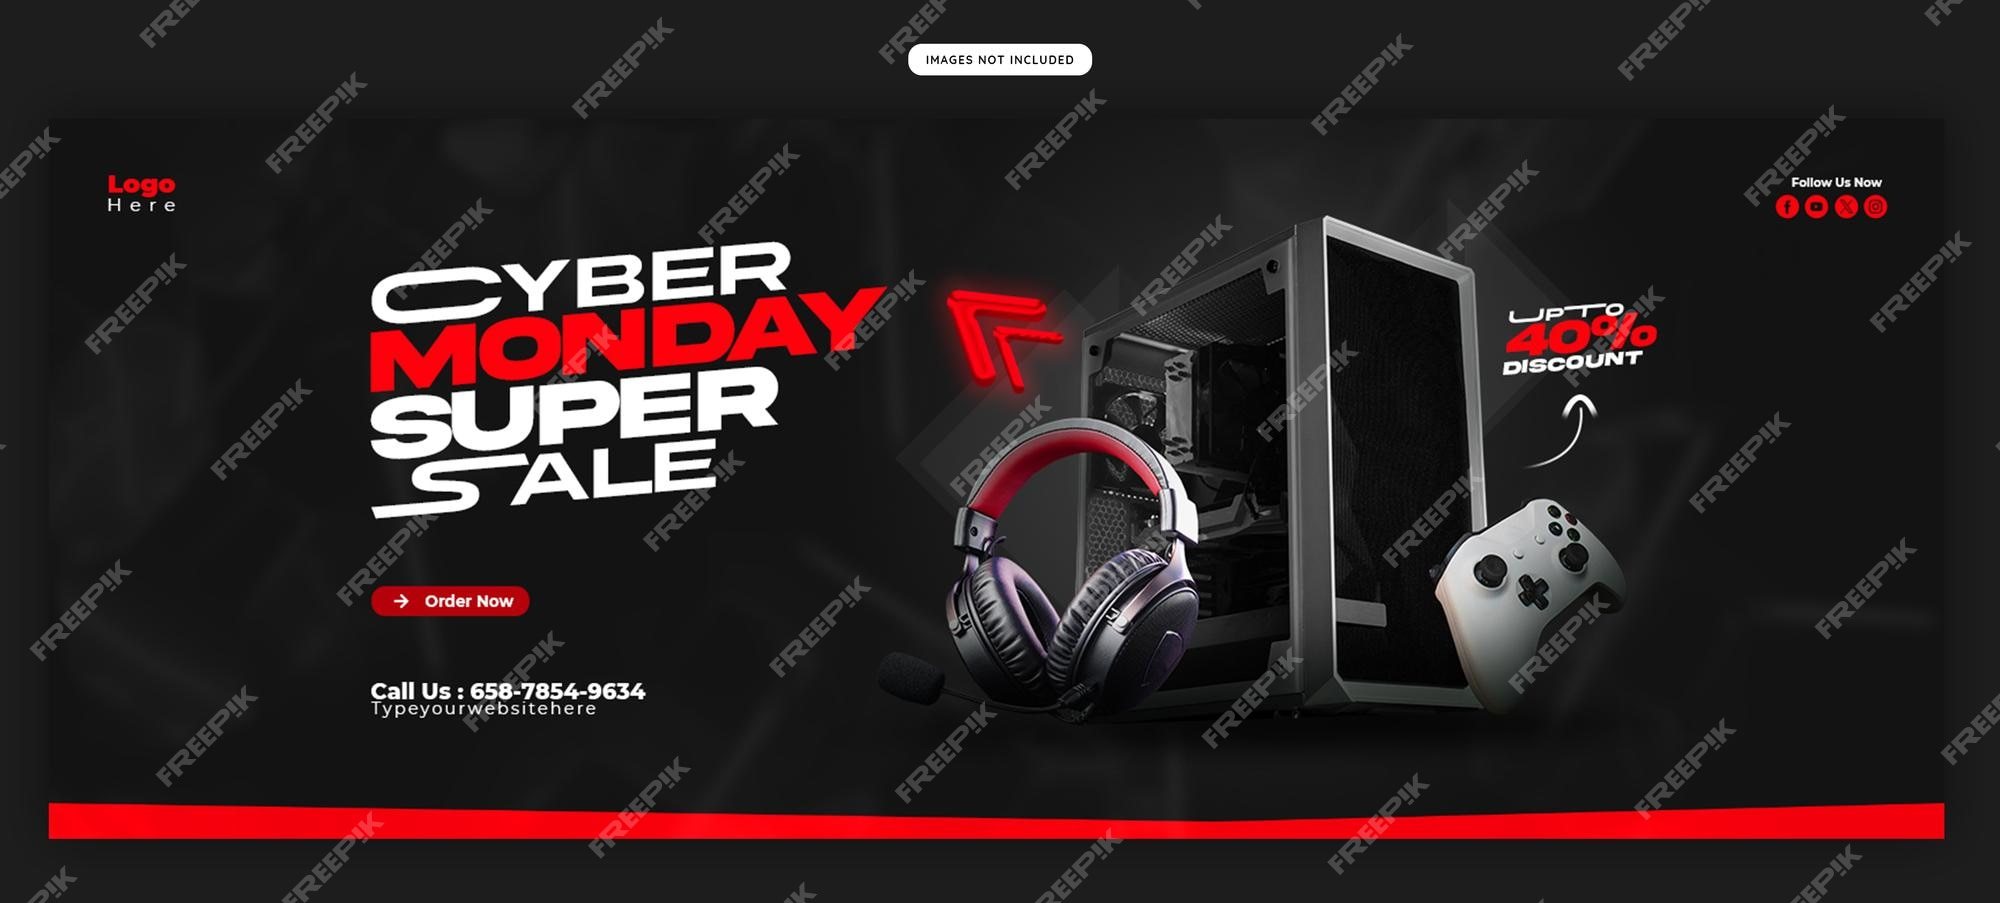 IMAGES NOT INCLUDED
Logo
Here
Follow Us Now
CYBER
MONDAY
SUPER
SALE
UPTO
40%
DISCOUNT
Order Now
Call Us : 658-7854-9634
Typeyourwebsitehere
FREEPIK